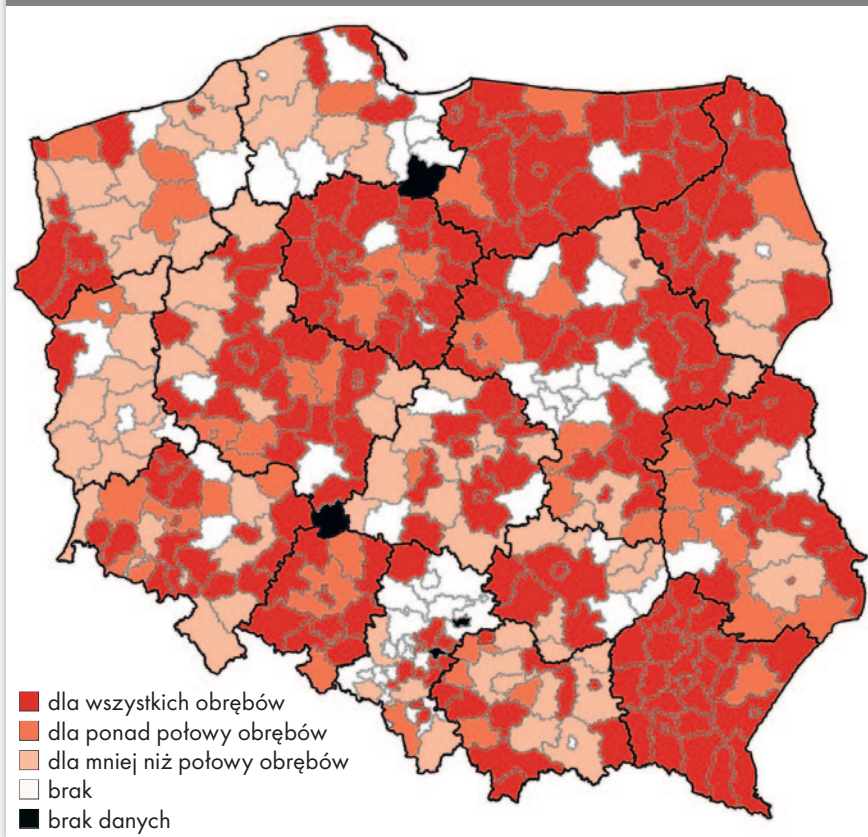 dla wszystkich obrębów
dla ponad połowy obrębów
dla mniej niż połowy obrębów
brak
brak danych